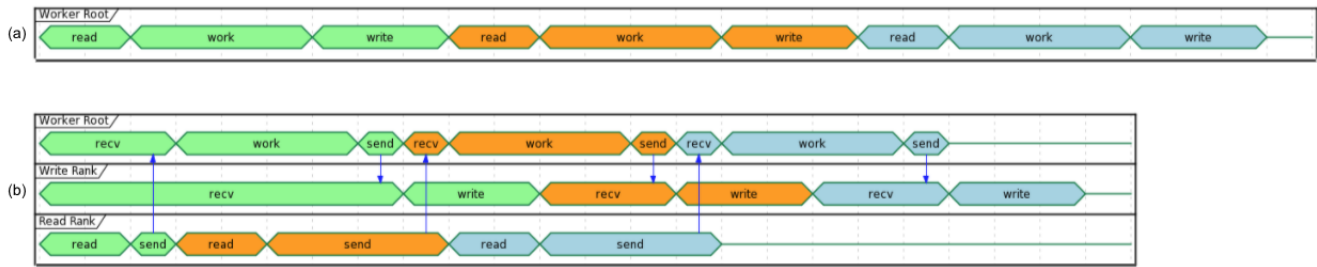 Worker Root
(a) read work write read work write read work write
Worker Root
recv work send recv work send recv work send
Write Rank
(b) recv write recv write recv write
Read Rank
read send read send read send